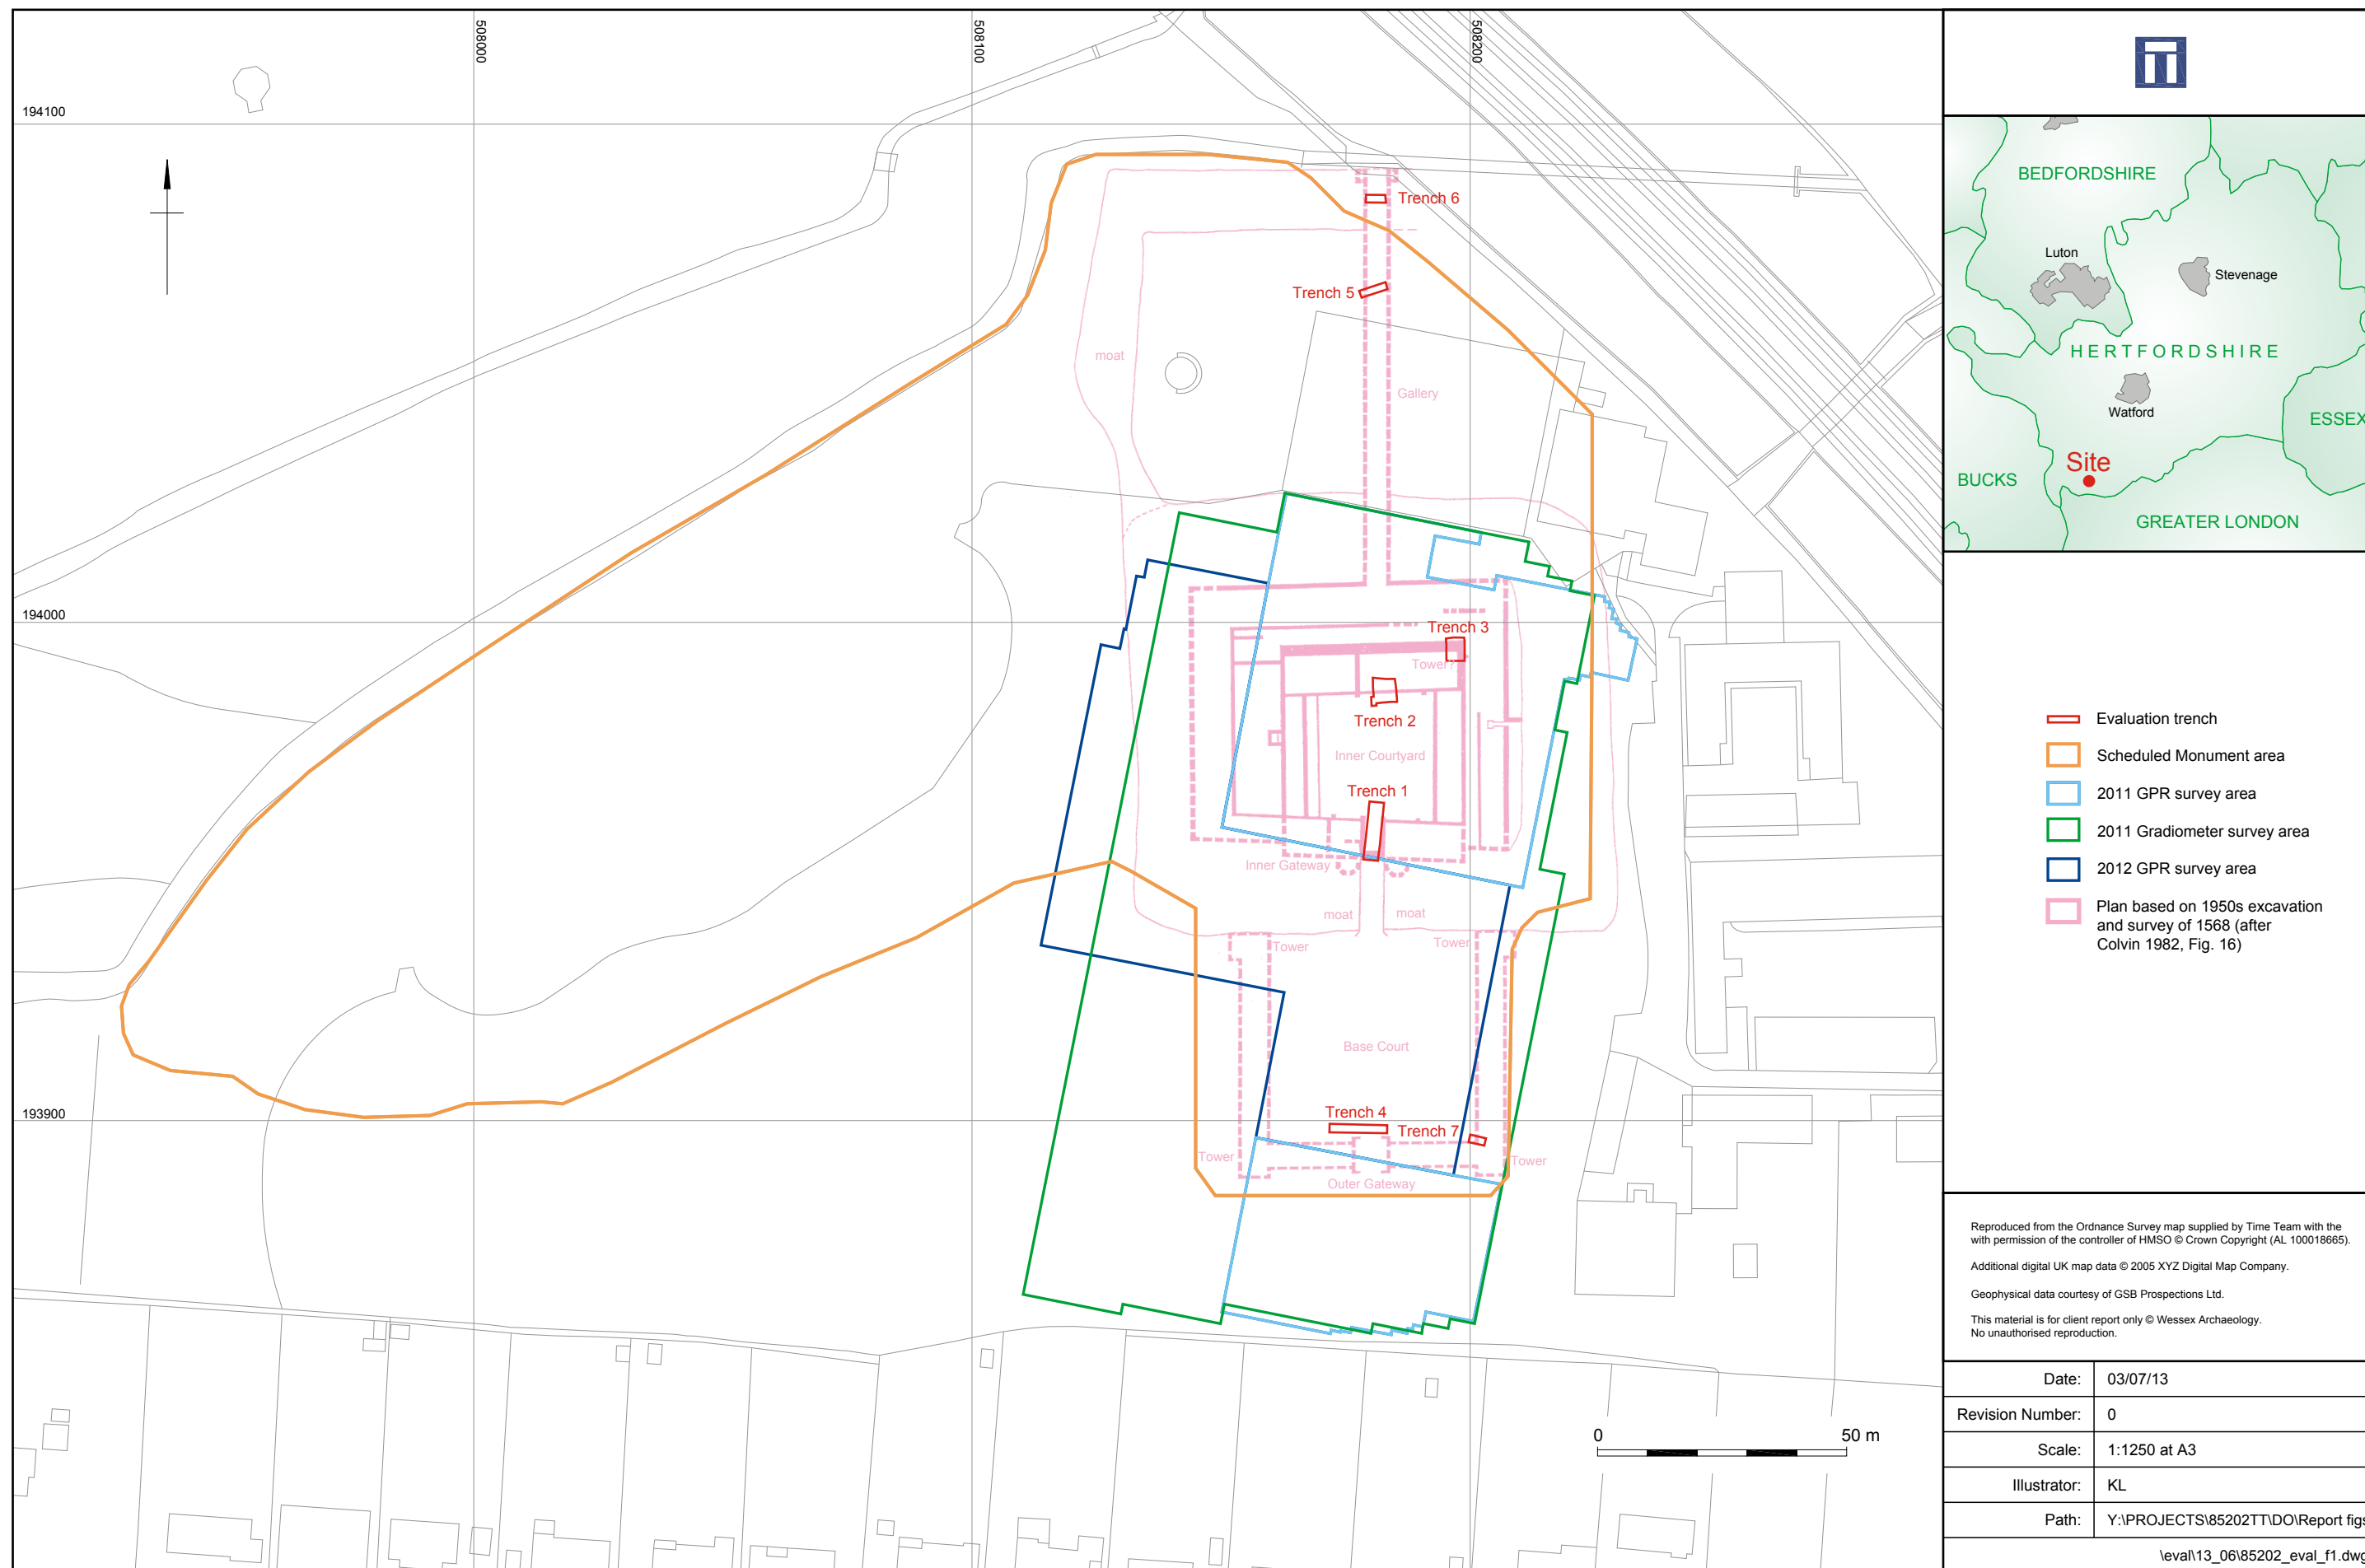 508000
508100
508200
194100
Trench 6
Trench 5
moat
Gallery
194000
Trench 3
Tower?
Trench 2
Inner Courtyard
Trench 1
Inner Gateway
moat
moat
Tower
Tower
Base Court
193900
Trench 4
Trench 7
Tower
Tower
Outer Gateway
0
50 m
BEDFORDSHIRE
Luton
Stevenage
HERTFORDSHIRE
Watford
ESSEX
Site
BUCKS
GREATER LONDON
Evaluation trench
Scheduled Monument area
2011 GPR survey area
2011 Gradiometer survey area
2012 GPR survey area
Plan based on 1950s excavation
and survey of 1568 (after
Colvin 1982, Fig. 16)
Reproduced from the Ordnance Survey map supplied by Time Team with the
with permission of the controller of HMSO © Crown Copyright (AL 100018665).
Additional digital UK map data © 2005 XYZ Digital Map Company.
Geophysical data courtesy of GSB Prospections Ltd.
This material is for client report only © Wessex Archaeology.
No unauthorised reproduction.
Date: 03/07/13
Revision Number: 0
Scale: 1:1250 at A3
Illustrator: KL
Path: Y:\PROJECTS\85202TT\DO\Report figs
\eval\13_06\85202_eval_f1.dwg